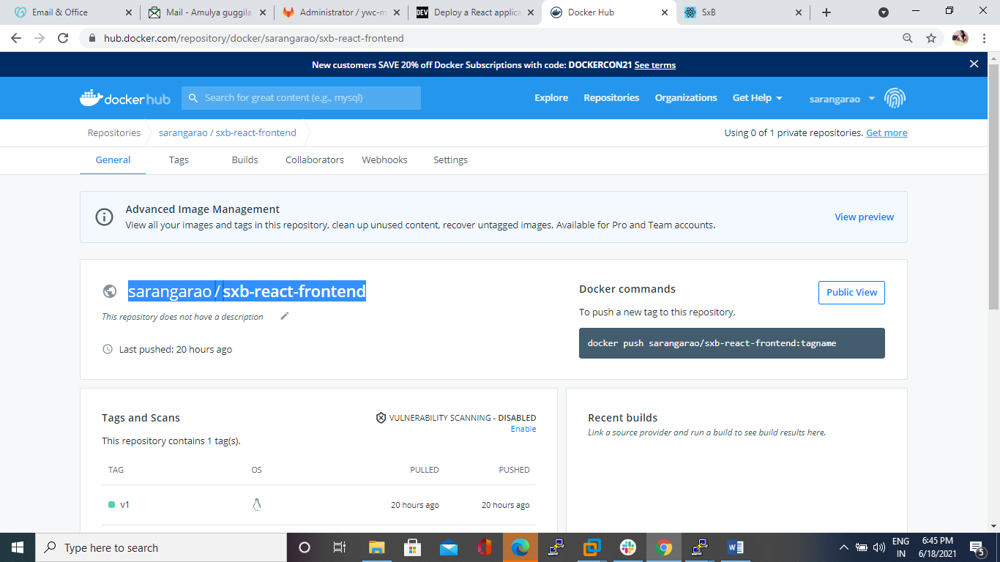 Email & Office
Mail - Amulya guggila
Administrator / ywc-m
DEV Deploy a React applica
Docker Hub
SxB
hub.docker.com/repository/docker/sarangarao/sxb-react-frontend
New customers SAVE 20% off Docker Subscriptions with code: DOCKERCON21 See terms
dockerhub
Search for great content (e.g., mysql)
Explore
Repositories
Organizations
Get Help
sarangarao
Repositories
sarangarao / sxb-react-frontend
Using 0 of 1 private repositories. Get more
General
Tags
Builds
Collaborators
Webhooks
Settings
Advanced Image Management
View all your images and tags in this repository, clean up unused content, recover untagged images. Available for Pro and Team accounts.
View preview
sarangarao / sxb-react-frontend
This repository does not have a description
Last pushed: 20 hours ago
Docker commands
Public View
To push a new tag to this repository,
docker push sarangarao/sxb-react-frontend:tagname
Tags and Scans
VULNERABILITY SCANNING - DISABLED
Enable
This repository contains 1 tag(s).
TAG
OS
PULLED
PUSHED
v1
20 hours ago
20 hours ago
Recent builds
Link a source provider and run a build to see build results here.
Type here to search
ENG
IN
6:45 PM
6/18/2021
5